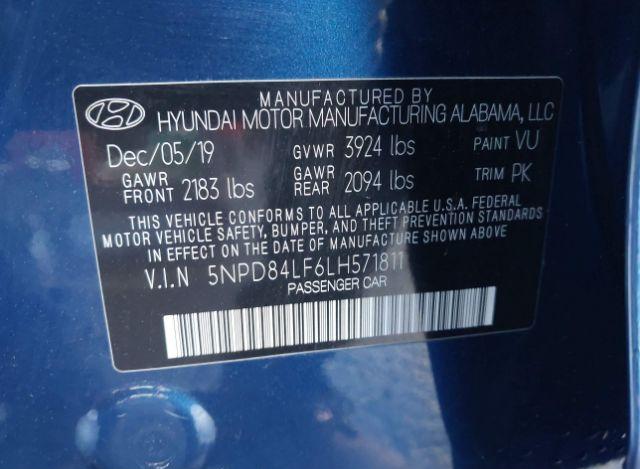 MANUFACTURED BY
HYUNDAI MOTOR MANUFACTURING ALABAMA, LLC
Dec/05/19 GVWR 3924 lbs PAINT VU
GAWR FRONT 2183 lbs GAWR REAR 2094 lbs TRIM PK
THIS VEHICLE CONFORMS TO ALL APPLICABLE U.S.A. FEDERAL
MOTOR VEHICLE SAFETY, BUMPER, AND THEFT PREVENTION STANDARDS
IN EFFECT ON THE DATE OF MANUFACTURE SHOWN ABOVE.
V.I.N 5NPD84LF6LH571811
PASSENGER CAR